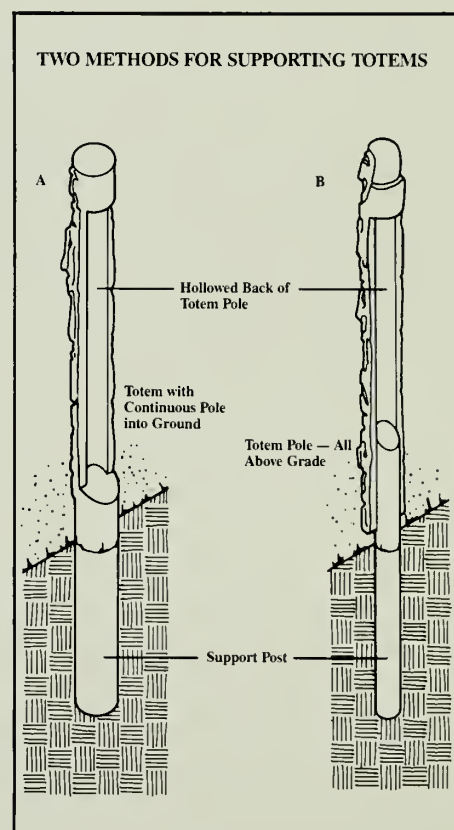 TWO METHODS FOR SUPPORTING TOTEMS
A
B
Hollowed Back of
Totem Pole
Totem with
Continuous Pole
into Ground
Totem Pole — All
Above Grade
Support Post